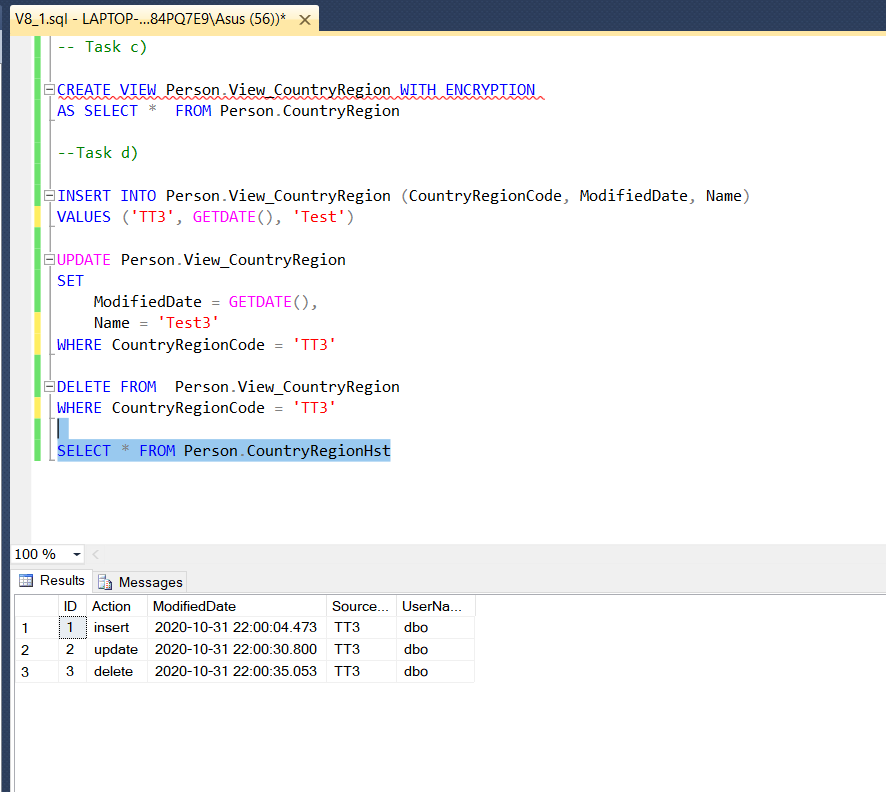 V8_1.sql - LAPTOP-...84PQ7E9\Asus (56))*
-- Task c)
CREATE VIEW Person.View_CountryRegion WITH ENCRYPTION
AS SELECT *  FROM Person.CountryRegion
--Task d)
INSERT INTO Person.View_CountryRegion (CountryRegionCode, ModifiedDate, Name)
VALUES ('TT3', GETDATE(), 'Test')
UPDATE Person.View_CountryRegion
SET
    ModifiedDate = GETDATE(),
    Name = 'Test3'
WHERE CountryRegionCode = 'TT3'
DELETE FROM  Person.View_CountryRegion
WHERE CountryRegionCode = 'TT3'
SELECT * FROM Person.CountryRegionHst
100 %
Results Messages
ID Action ModifiedDate Source... UserNa...
1 1 insert 2020-10-31 22:00:04.473 TT3 dbo
2 2 update 2020-10-31 22:00:30.800 TT3 dbo
3 3 delete 2020-10-31 22:00:35.053 TT3 dbo